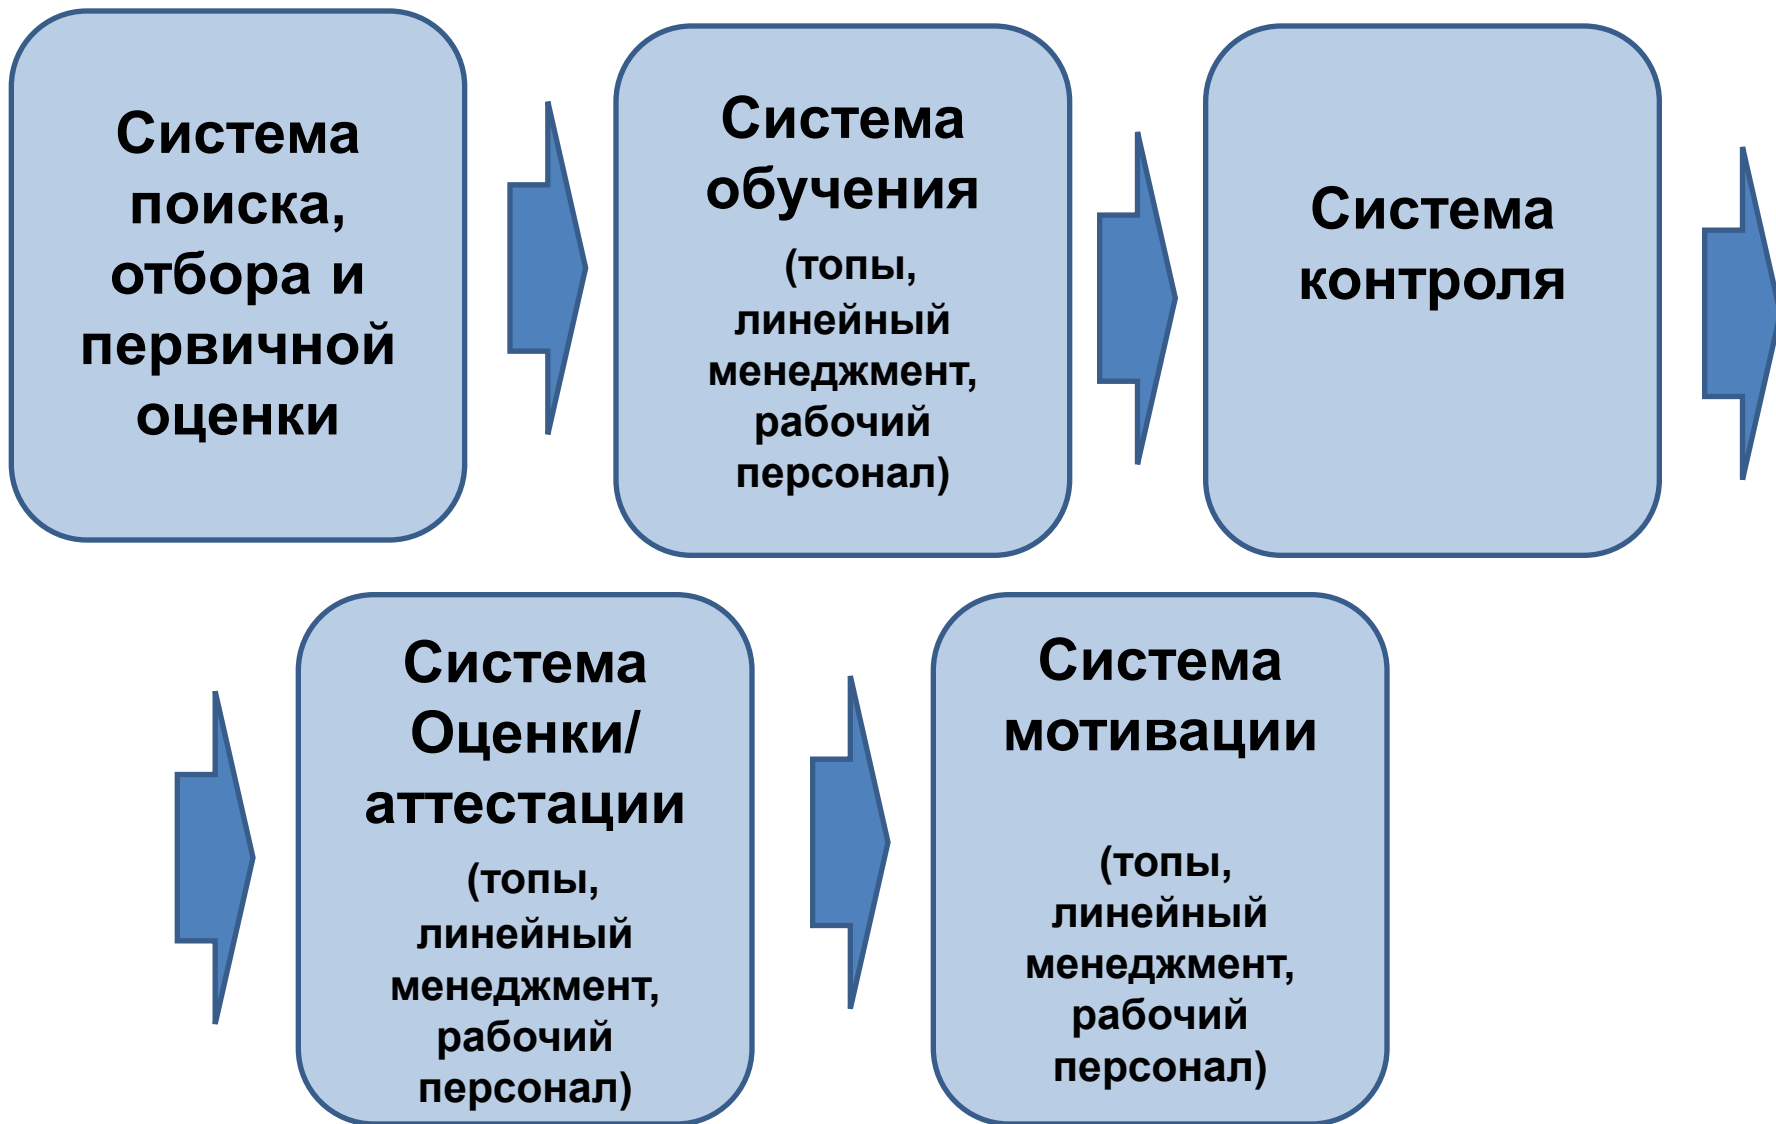 Система
поиска,
отбора и
первичной
оценки
Система
обучения
(топы,
линейный
менеджмент,
рабочий
персонал)
Система
контроля
Система
Оценки/
аттестации
(топы,
линейный
менеджмент,
рабочий
персонал)
Система
мотивации
(топы,
линейный
менеджмент,
рабочий
персонал)